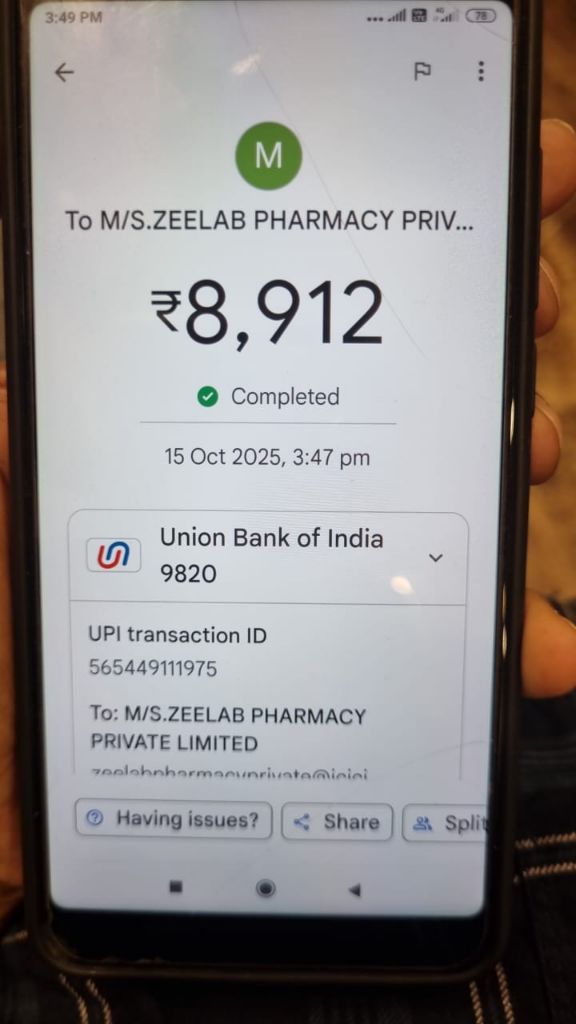 3:49 PM
4G
78
M
To M/S.ZEELAB PHARMACY PRIV...
₹8,912
Completed
15 Oct 2025, 3:47 pm
Union Bank of India
9820
UPI transaction ID
565449111975
To: M/S.ZEELAB PHARMACY
PRIVATE LIMITED
zeelabpharmacyprivate@icici
Having issues?
Share
Split